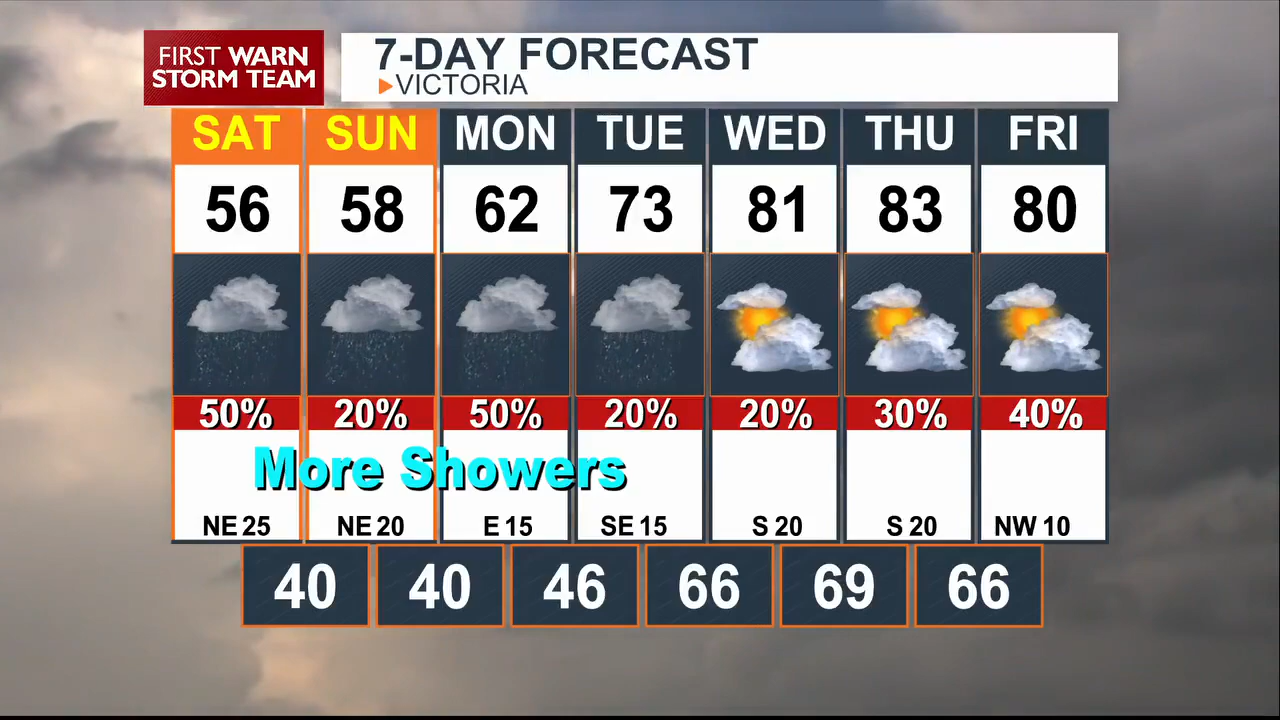 FIRST WARN
STORM TEAM
7-DAY FORECAST
VICTORIA
SAT SUN MON TUE WED THU FRI
56 58 62 73 81 83 80
50% 20% 50% 20% 20% 30% 40%
More Showers
NE 25 NE 20 E 15 SE 15 S 20 S 20 NW 10
40 40 46 66 69 66